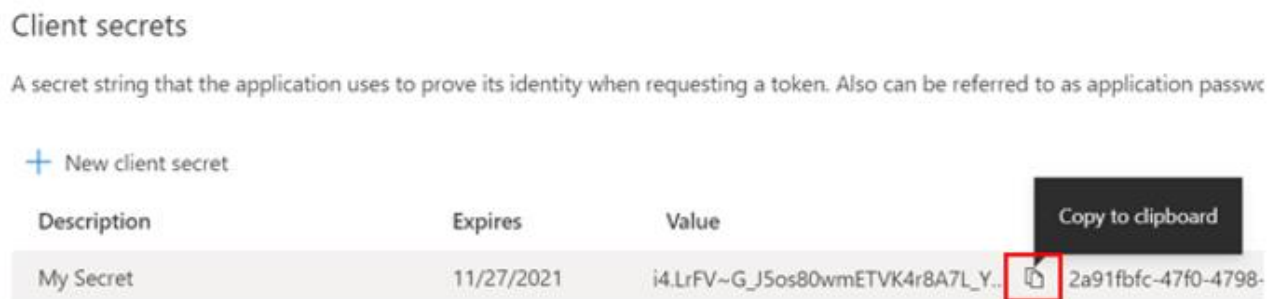 Client secrets
A secret string that the application uses to prove its identity when requesting a token. Also can be referred to as application passwo
+ New client secret
Copy to clipboard
Description Expires Value
My Secret 11/27/2021 i4.LrFV~G_J5os80wmETVK4r8A7L_Y... 2a91fbfc-47f0-4798-